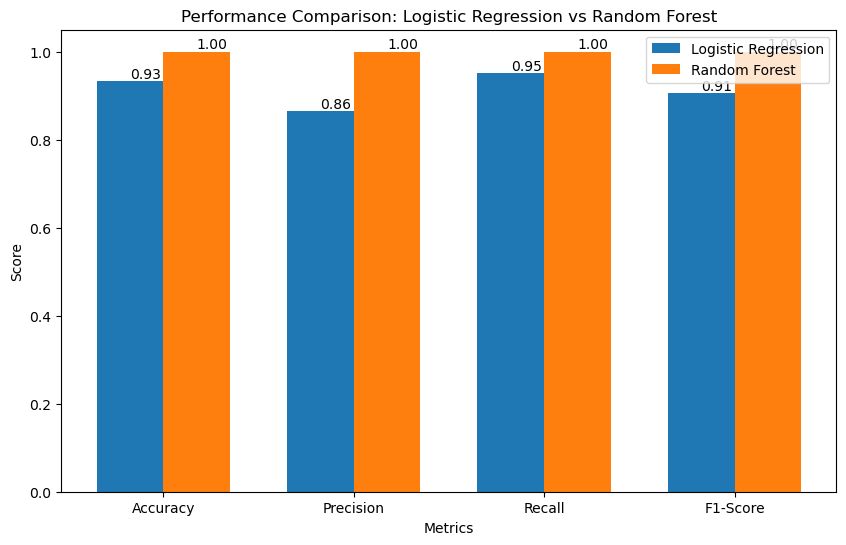 Performance Comparison: Logistic Regression vs Random Forest
Logistic Regression
Random Forest
1.00
1.00
1.00
1.00
0.93
0.86
0.95
0.91
Score
1.0
0.8
0.6
0.4
0.2
0.0
Accuracy
Precision
Recall
F1-Score
Metrics